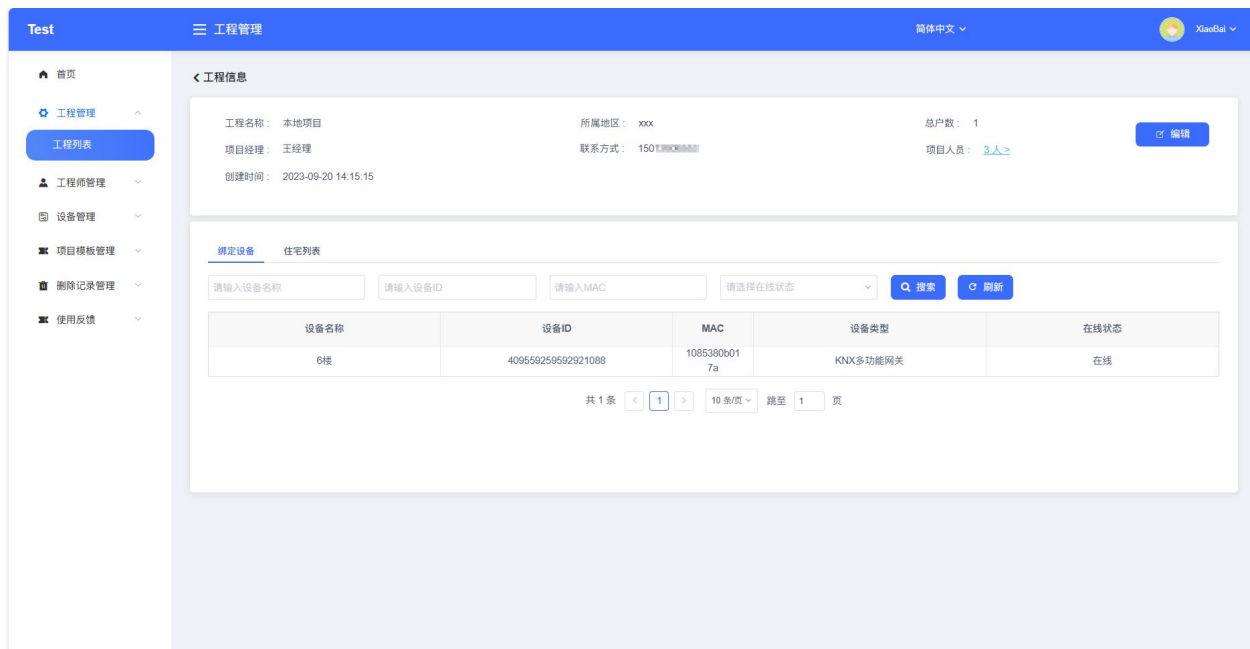 Test
工程管理
简体中文
XiaoBai
首页
工程信息
工程管理
工程列表
工程师管理
设备管理
项目模板管理
删除记录管理
使用反馈
工程名称： 本地项目 所属地区： xxx 总户数： 1
编辑
项目经理： 王经理 联系方式： 150 项目人员： 3人>
创建时间： 2023-09-20 14:15:15
绑定设备 住宅列表
请输入设备名称 请输入设备ID 请输入MAC 请选择在线状态 搜索 刷新
设备名称 设备ID MAC 设备类型 在线状态
6楼 409559259592921088 1085380b01 KNX多功能网关 在线
7a
共 1 条 < 1 > 10 条/页 跳至 1 页